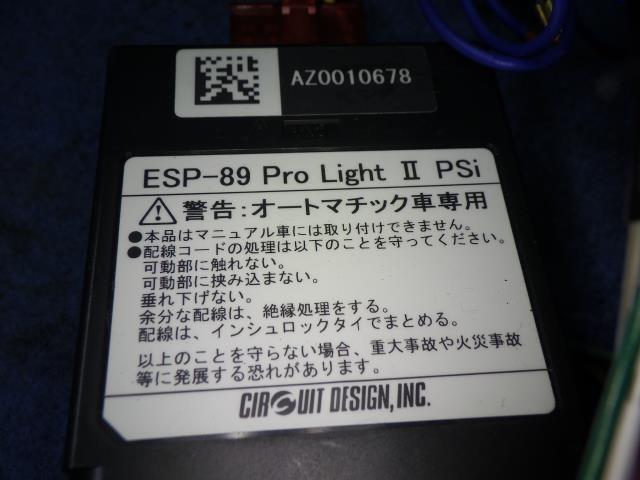 AZ0010678
ESP-89 Pro Light Ⅱ PSi
警告:オートマチック車専用
●本品はマニュアル車には取り付けできません。
●配線コードの処理は以下のことを守ってください。
可動部に触れない。
可動部に挟み込まない。
垂れ下げない。
余分な配線は、絶縁処理をする。
配線は、インシュロックタイでまとめる。
以上のことを守らない場合、重大事故や火災事故
等に発展する恐れがあります。
CIRCUIT DESIGN, INC.